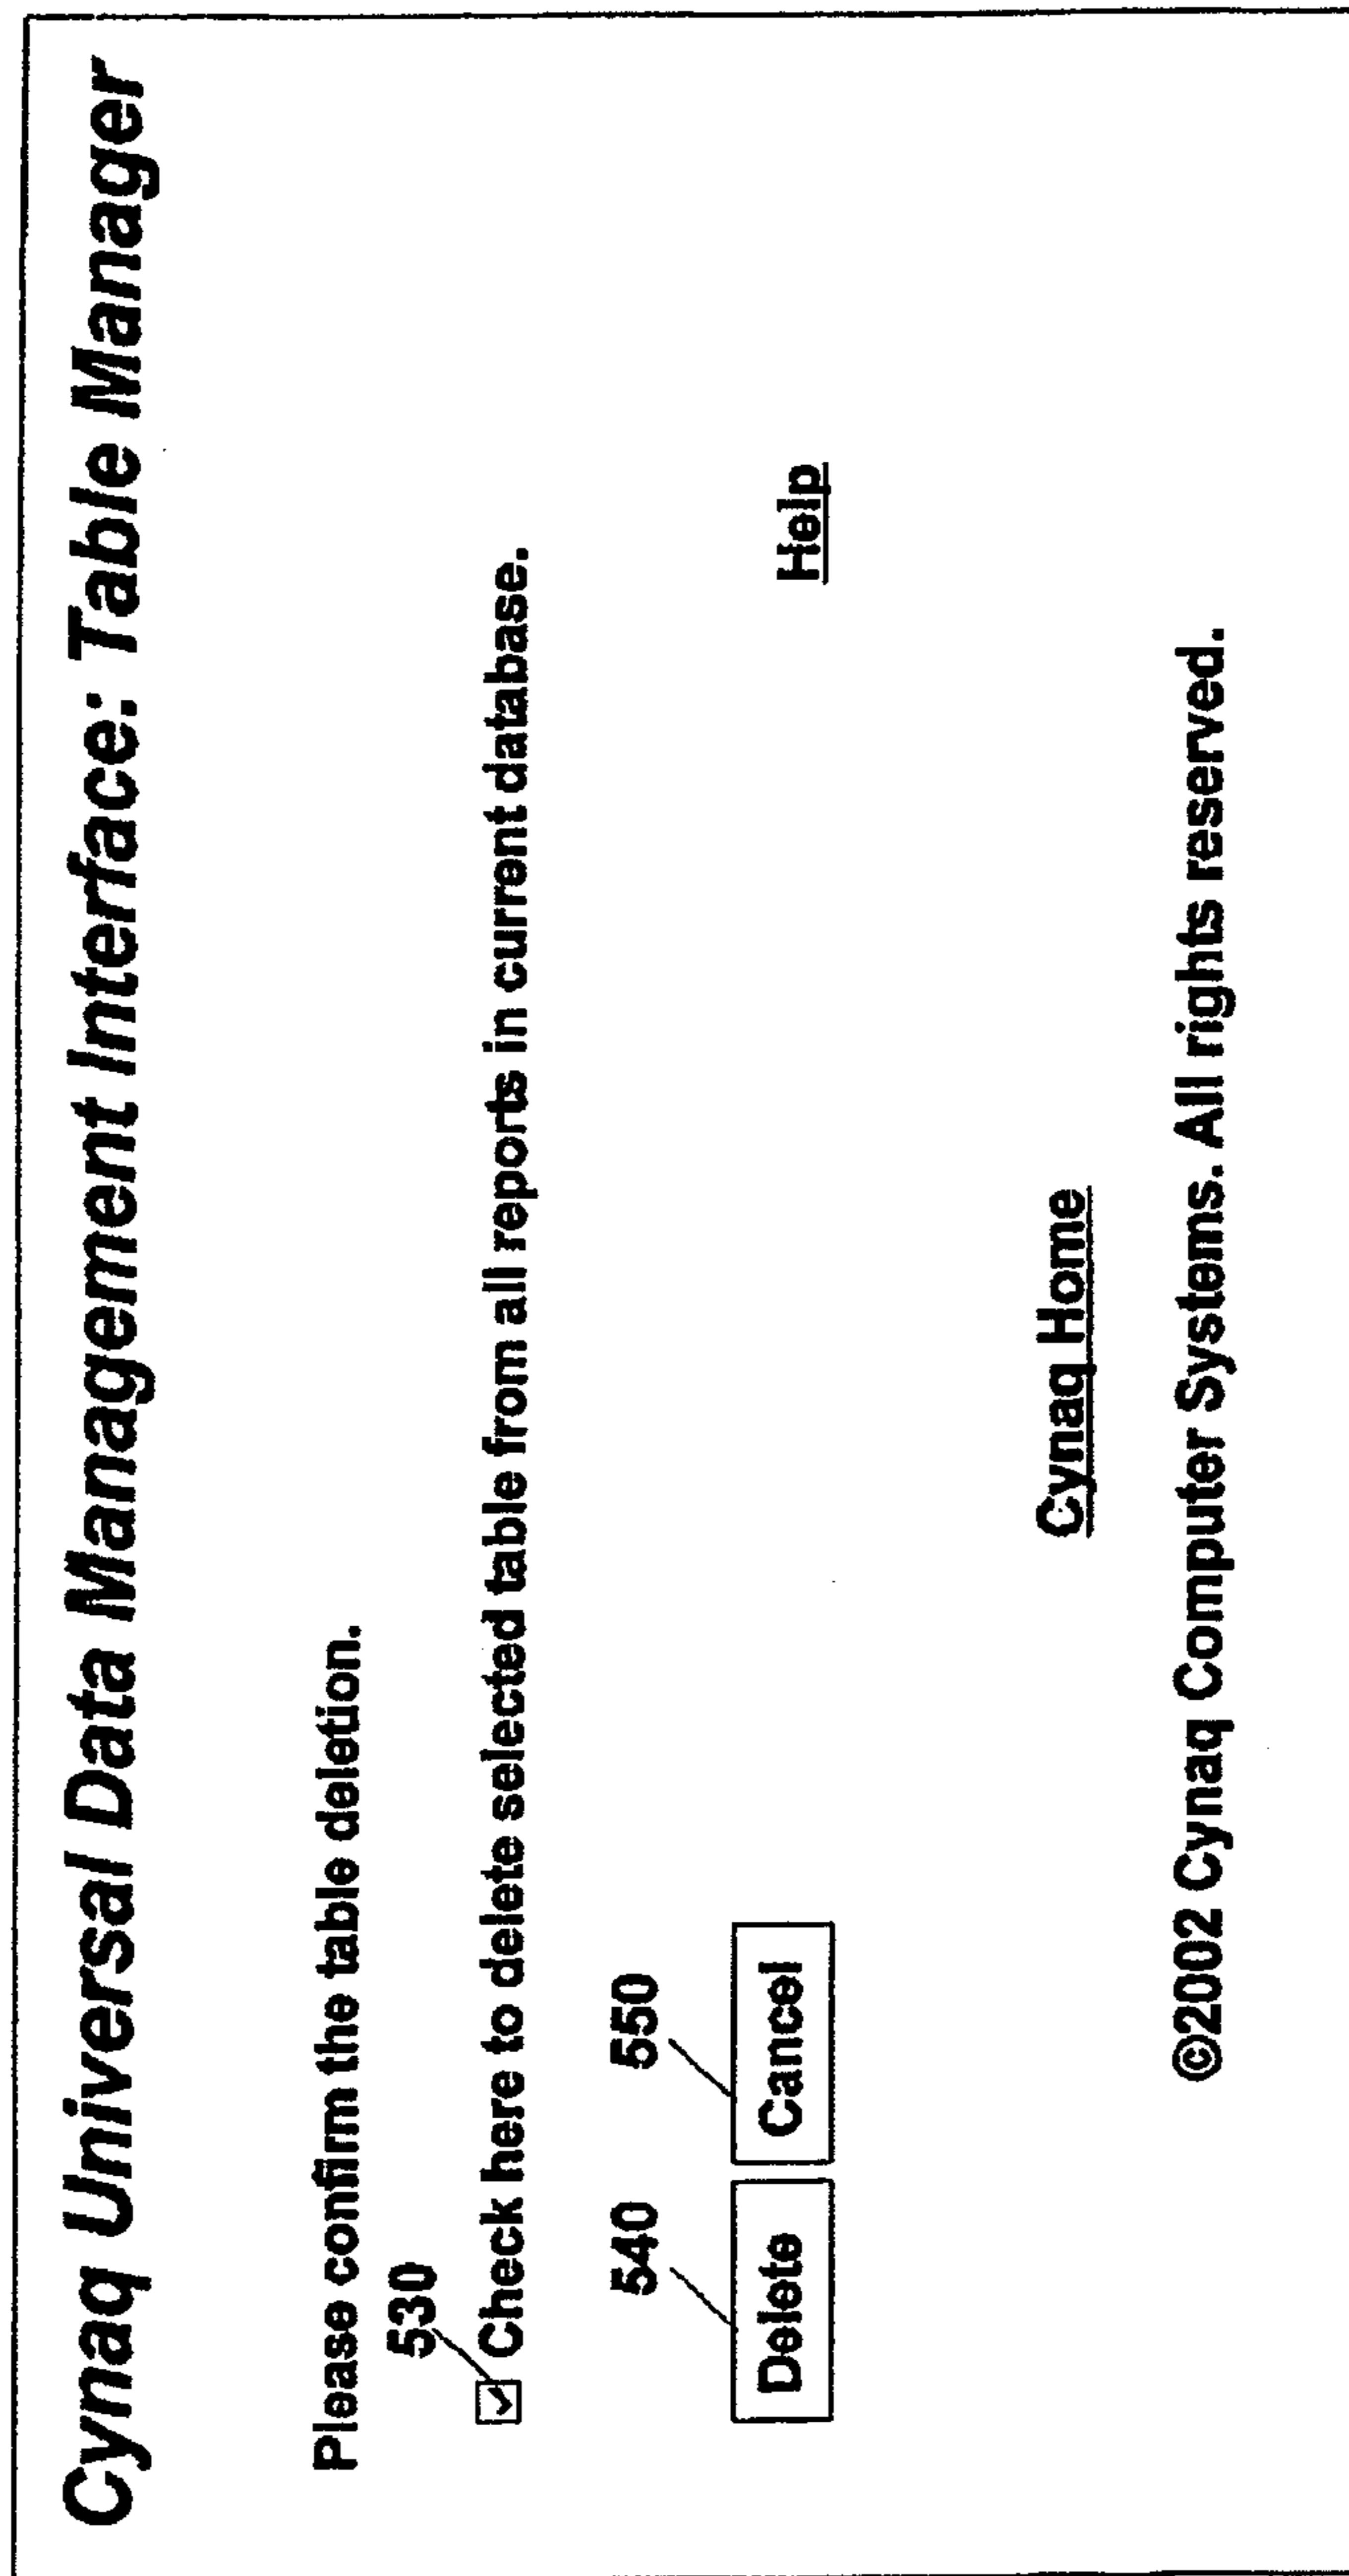 Cynaq Universal Data Management Interface: Table Manager
Please confirm the table deletion.
530
Check here to delete selected table from all reports in current database.
540 550
Delete Cancel
Help
Cynaq Home
©2002 Cynaq Computer Systems. All rights reserved.